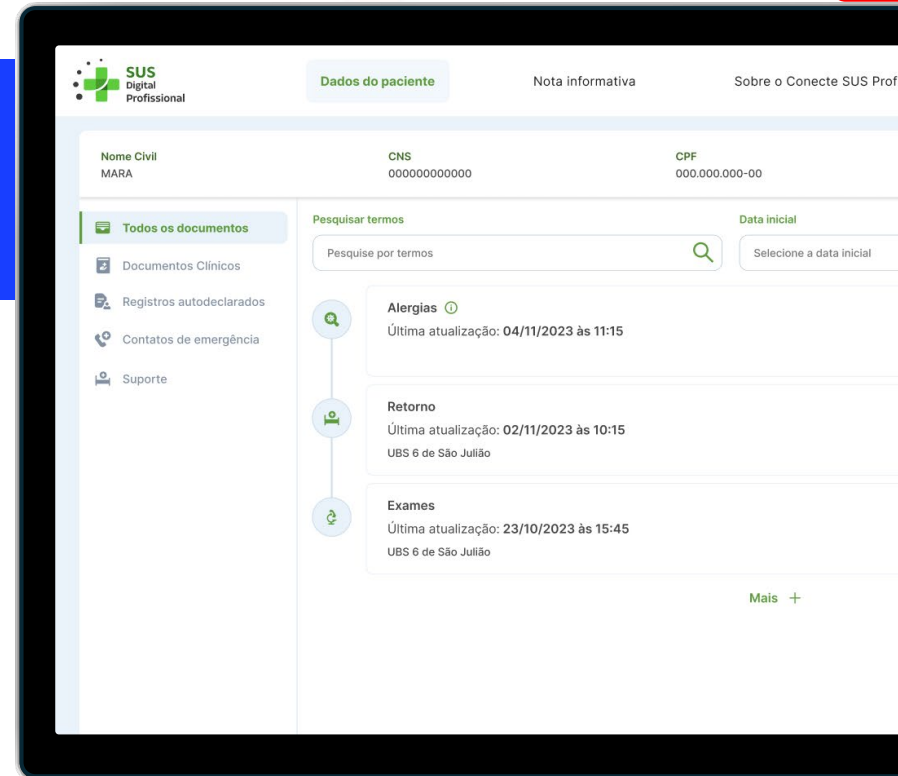 SUS
Digital
Profissional
Dados do paciente
Nota informativa
Sobre o Conecte SUS Prof
Nome Civil
MARA
CNS
000000000000
CPF
000.000.000-00
Todos os documentos
Documentos Clínicos
Registros autodeclarados
Contatos de emergência
Suporte
Pesquisar termos
Pesquise por termos
Data inicial
Selecione a data inicial
Alergias
Última atualização: 04/11/2023 às 11:15
Retorno
Última atualização: 02/11/2023 às 10:15
UBS 6 de São Julião
Exames
Última atualização: 23/10/2023 às 15:45
UBS 6 de São Julião
Mais +